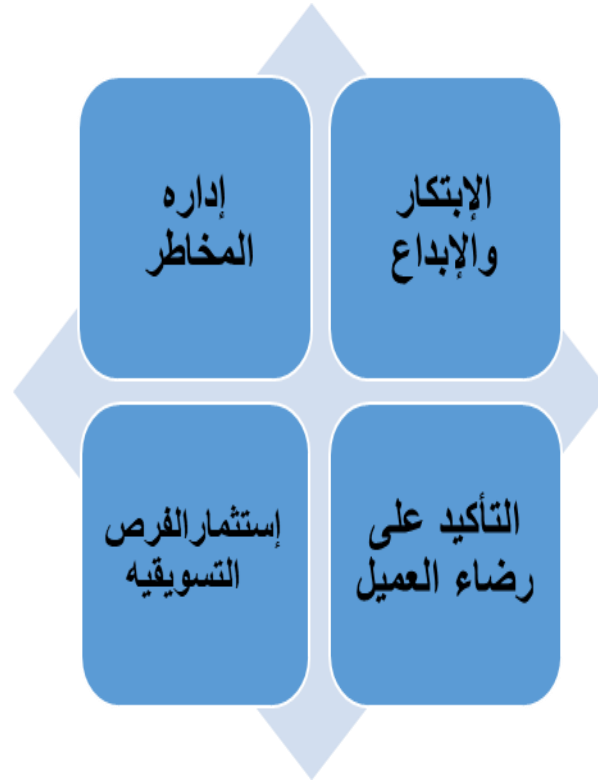 الإبتكار
والإبداع
إداره
المخاطر
التأكيد على
رضاء العميل
إستثمارالفرص
التسويقيه